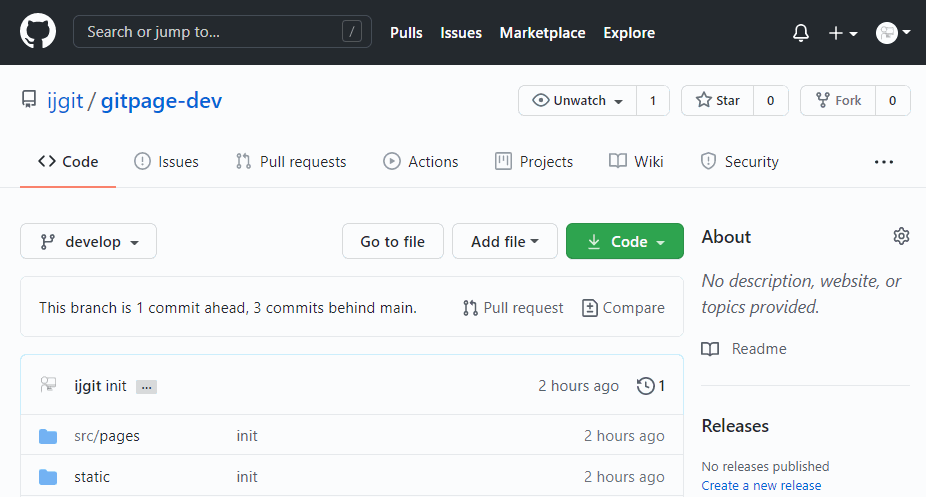 Search or jump to... / Pulls Issues Marketplace Explore
ijgit / gitpage-dev Unwatch 1 Star 0 Fork 0
Code Issues Pull requests Actions Projects Wiki Security ...
develop Go to file Add file Code About
No description, website, or
topics provided.
This branch is 1 commit ahead, 3 commits behind main. Pull request Compare
Readme
ijgit init ... 2 hours ago 1
src/pages init 2 hours ago
Releases
static init 2 hours ago
No releases published
Create a new release